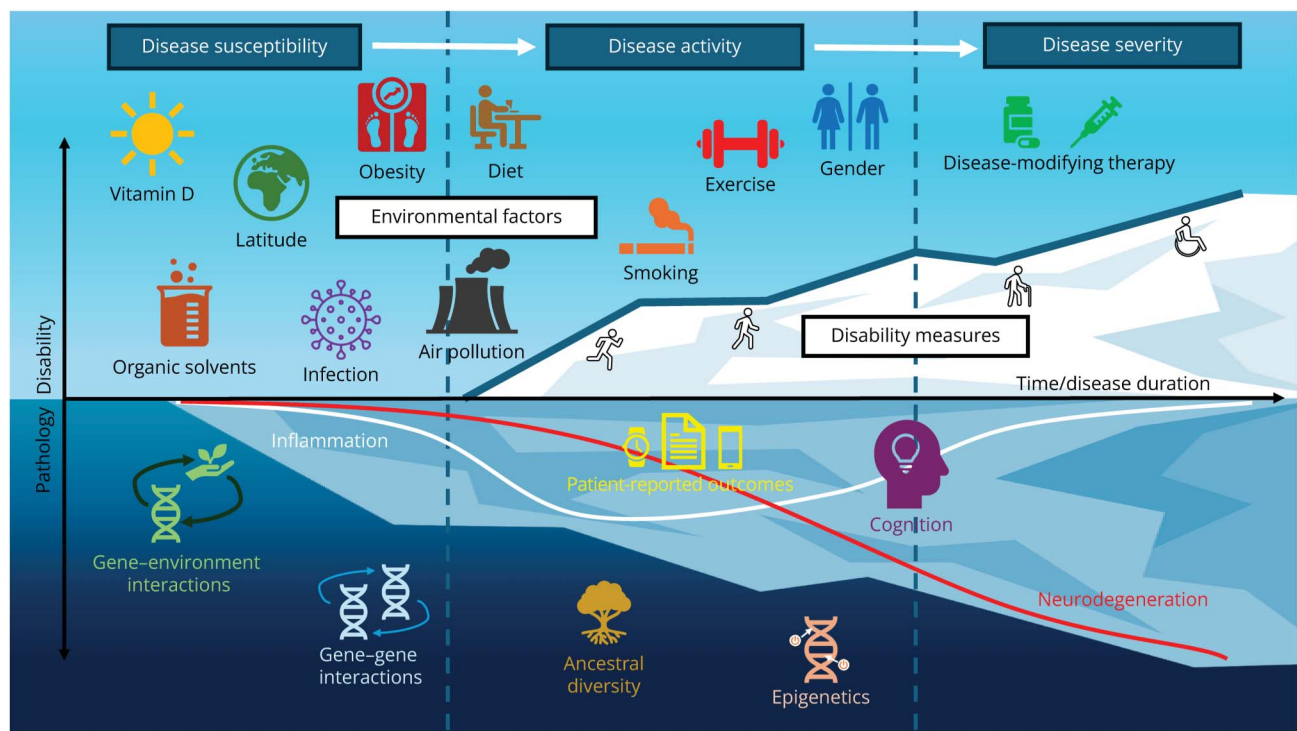 Disease susceptibility
Disease activity
Disease severity
Vitamin D
Latitude
Obesity
Diet
Exercise
Gender
Disease-modifying therapy
Environmental factors
Smoking
Organic solvents
Infection
Air pollution
Disability measures
Disability
Time/disease duration
Pathology
Inflammation
Patient-reported outcomes
Cognition
Gene–environment
interactions
Gene–gene
interactions
Ancestral
diversity
Epigenetics
Neurodegeneration